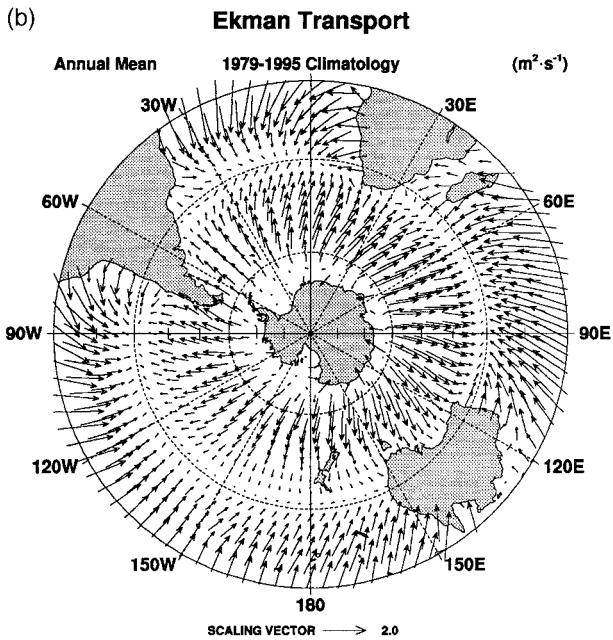 (b) Ekman Transport
Annual Mean 1979-1995 Climatology (m²·s⁻¹)
30W 30E
60W 60E
90W 90E
120W 120E
150W 150E
180
SCALING VECTOR 2.0